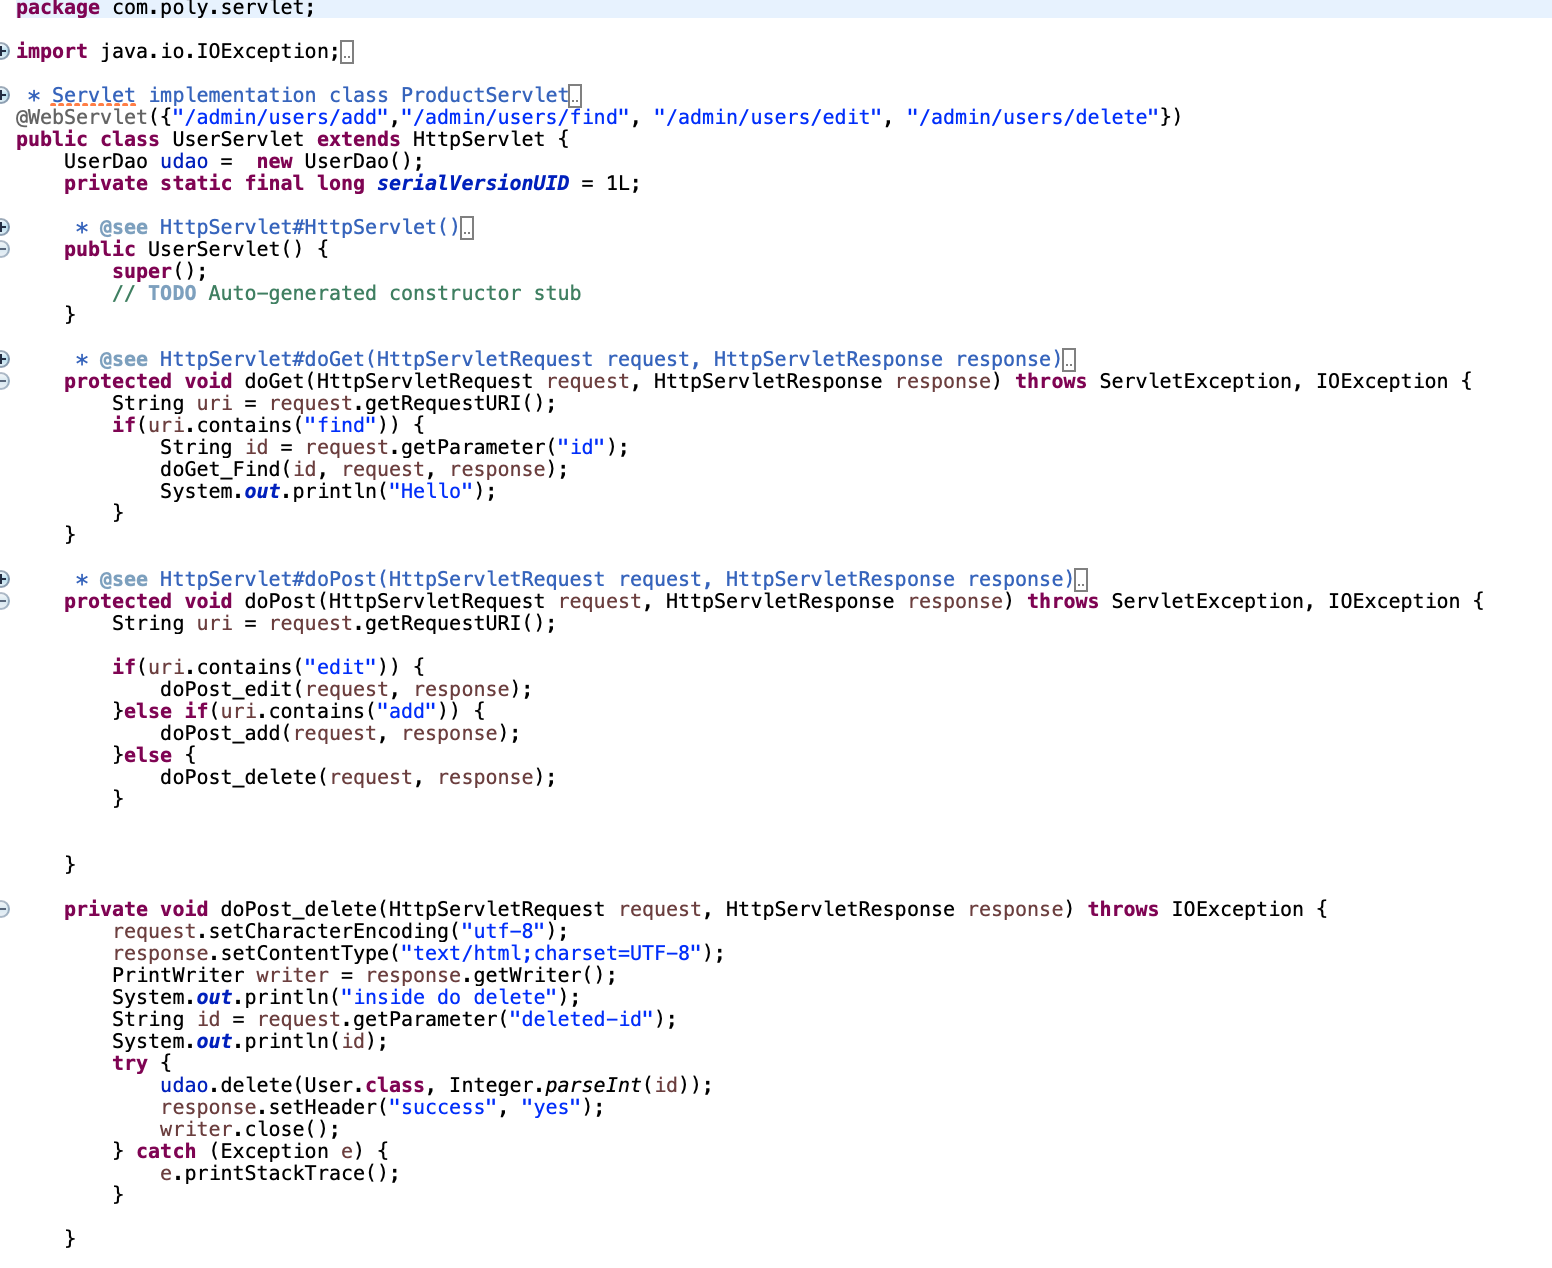 package com.poly.servlet;
import java.io.IOException;
* Servlet implementation class ProductServlet
@WebServlet({"/admin/users/add","/admin/users/find", "/admin/users/edit", "/admin/users/delete"})
public class UserServlet extends HttpServlet {
UserDao udao =  new UserDao();
private static final long serialVersionUID = 1L;
* @see HttpServlet#HttpServlet()
public UserServlet() {
super();
// TODO Auto-generated constructor stub
}
* @see HttpServlet#doGet(HttpServletRequest request, HttpServletResponse response)
protected void doGet(HttpServletRequest request, HttpServletResponse response) throws ServletException, IOException {
String uri = request.getRequestURI();
if(uri.contains("find")) {
String id = request.getParameter("id");
doGet_Find(id, request, response);
System.out.println("Hello");
}
}
* @see HttpServlet#doPost(HttpServletRequest request, HttpServletResponse response)
protected void doPost(HttpServletRequest request, HttpServletResponse response) throws ServletException, IOException {
String uri = request.getRequestURI();
if(uri.contains("edit")) {
doPost_edit(request, response);
}else if(uri.contains("add")) {
doPost_add(request, response);
}else {
doPost_delete(request, response);
}
}
private void doPost_delete(HttpServletRequest request, HttpServletResponse response) throws IOException {
request.setCharacterEncoding("utf-8");
response.setContentType("text/html;charset=UTF-8");
PrintWriter writer = response.getWriter();
System.out.println("inside do delete");
String id = request.getParameter("deleted-id");
System.out.println(id);
try {
udao.delete(User.class, Integer.parseInt(id));
response.setHeader("success", "yes");
writer.close();
} catch (Exception e) {
e.printStackTrace();
}
}